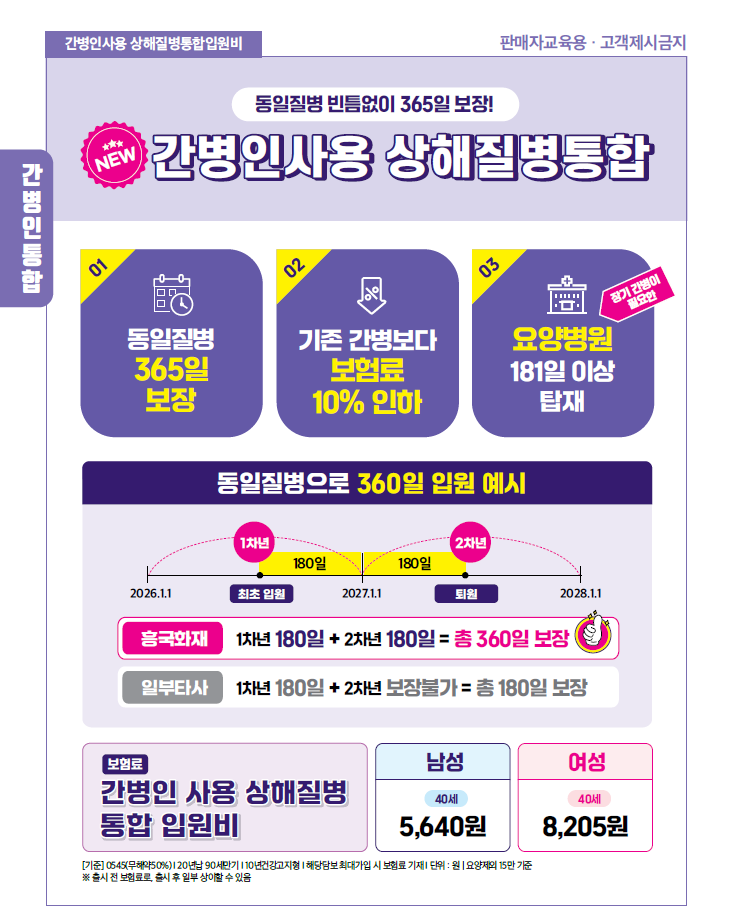 간병인사용 상해질병통합입원비
판매자교육용 · 고객제시금지
간병인통합
동일질병 빈틈없이 365일 보장!
NEW
간병인사용 상해질병통합
01
동일질병
365일
보장
02
기존 간병보다
보험료
10% 인하
03
장기 간병이
필요한
요양병원
181일 이상
탑재
동일질병으로 360일 입원 예시
1차년
2차년
180일
180일
2026.1.1
최초 입원
2027.1.1
퇴원
2028.1.1
흥국화재 1차년 180일 + 2차년 180일 = 총 360일 보장
일부타사 1차년 180일 + 2차년 보장불가 = 총 180일 보장
보험료
간병인 사용 상해질병
통합 입원비
남성
40세
5,640원
여성
40세
8,205원
[기준] 0545(무해약50%) I 20년납 90세만기 I 10년건강고지형 I 해당담보 최대가입 시 보험료 기재 I 단위 : 원 | 요양제외 15만 기준
※ 출시 전 보험료로, 출시 후 일부 상이할 수 있음